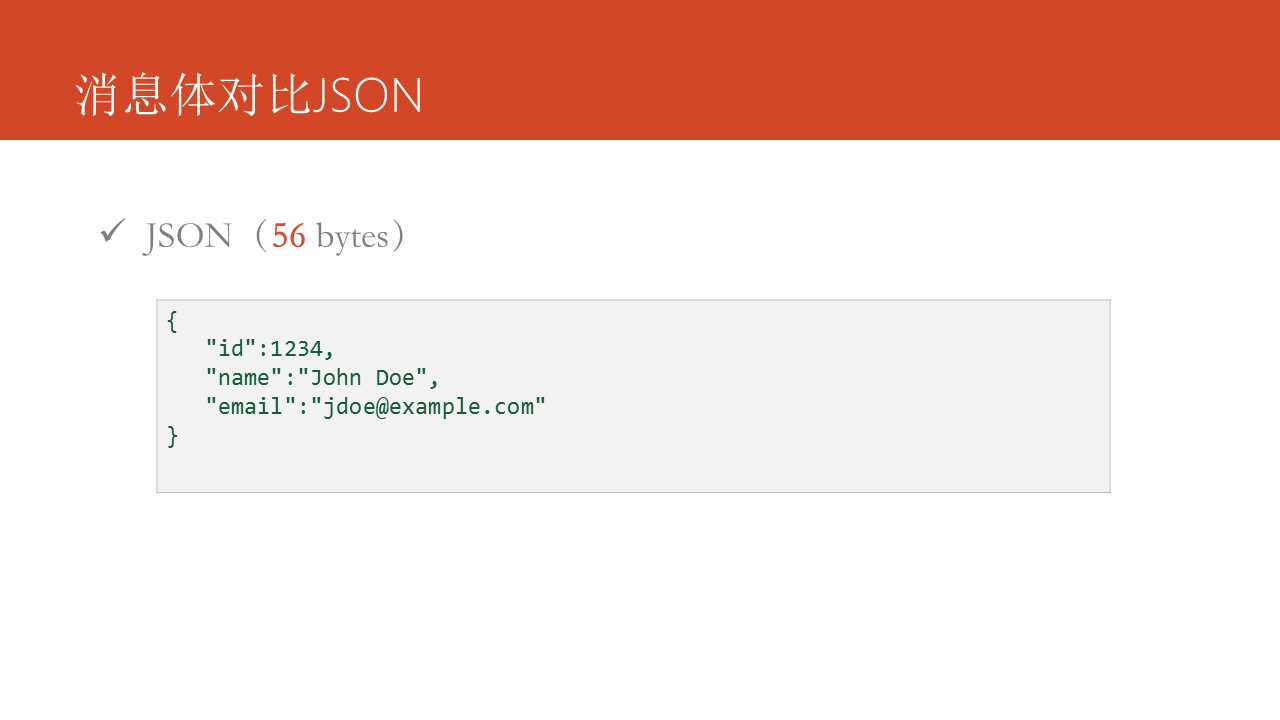 消息体对比JSON
✓ JSON（56 bytes）
{
   "id":1234,
   "name":"John Doe",
   "email":"jdoe@example.com"
}